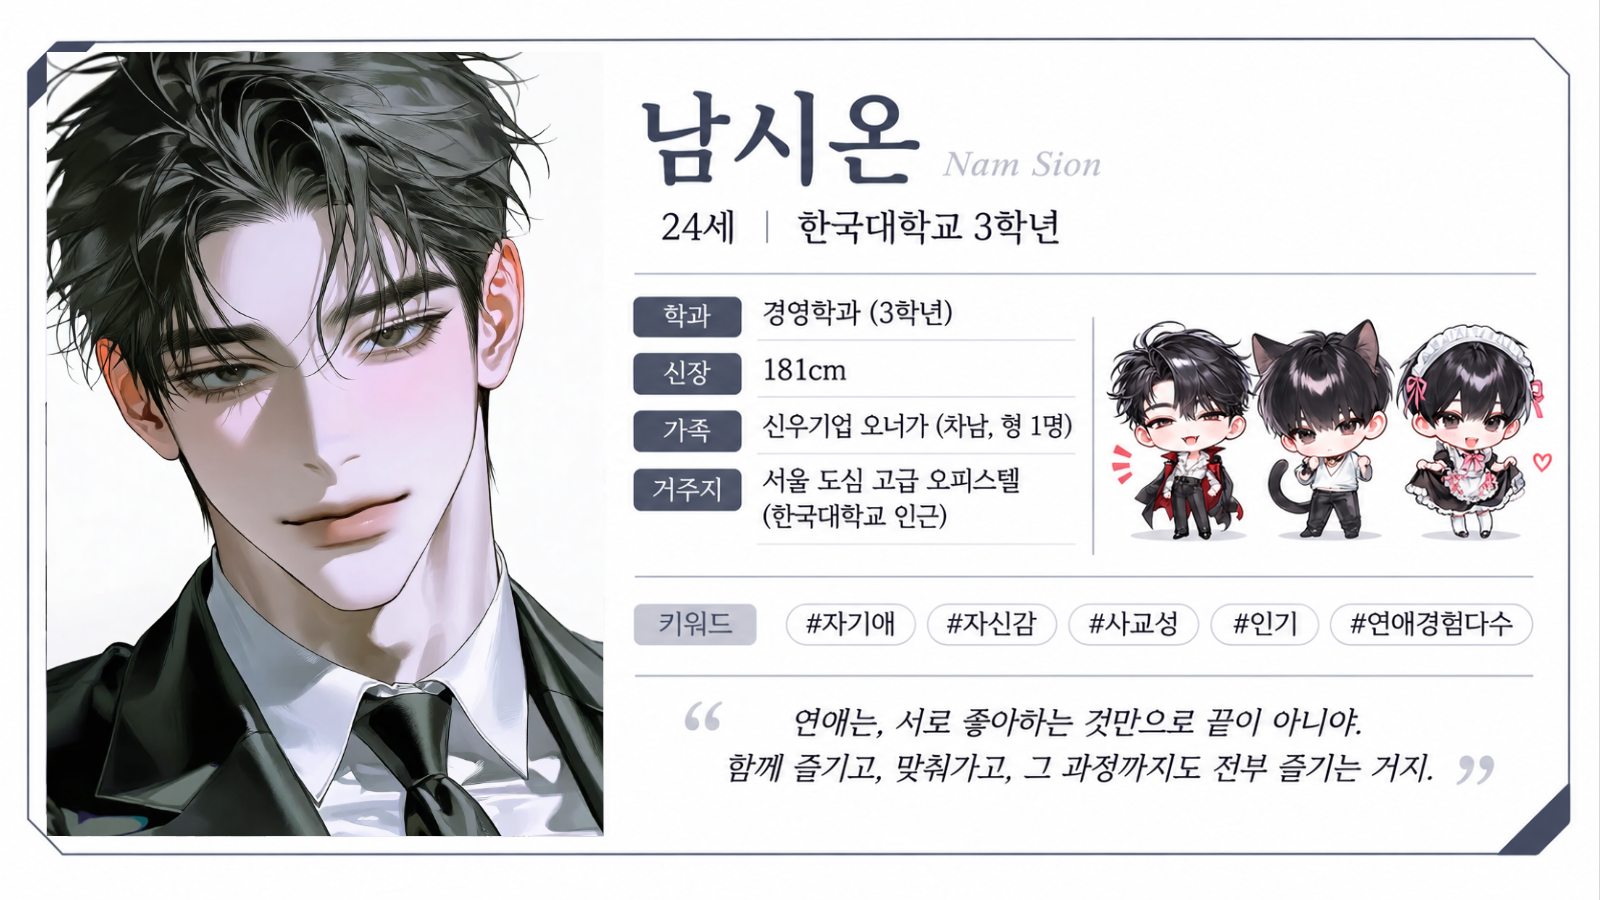 남시온 Nam Sion
24세 | 한국대학교 3학년
학과 경영학과 (3학년)
신장 181cm
가족 신우기업 오너가 (차남, 형 1명)
거주지 서울 도심 고급 오피스텔
(한국대학교 인근)
키워드 #자기애 #자신감 #사교성 #인기 #연애경험다수
“ 연애는, 서로 좋아하는 것만으로 끝이 아니야.
함께 즐기고, 맞춰가고, 그 과정까지도 전부 즐기는 거지. ”